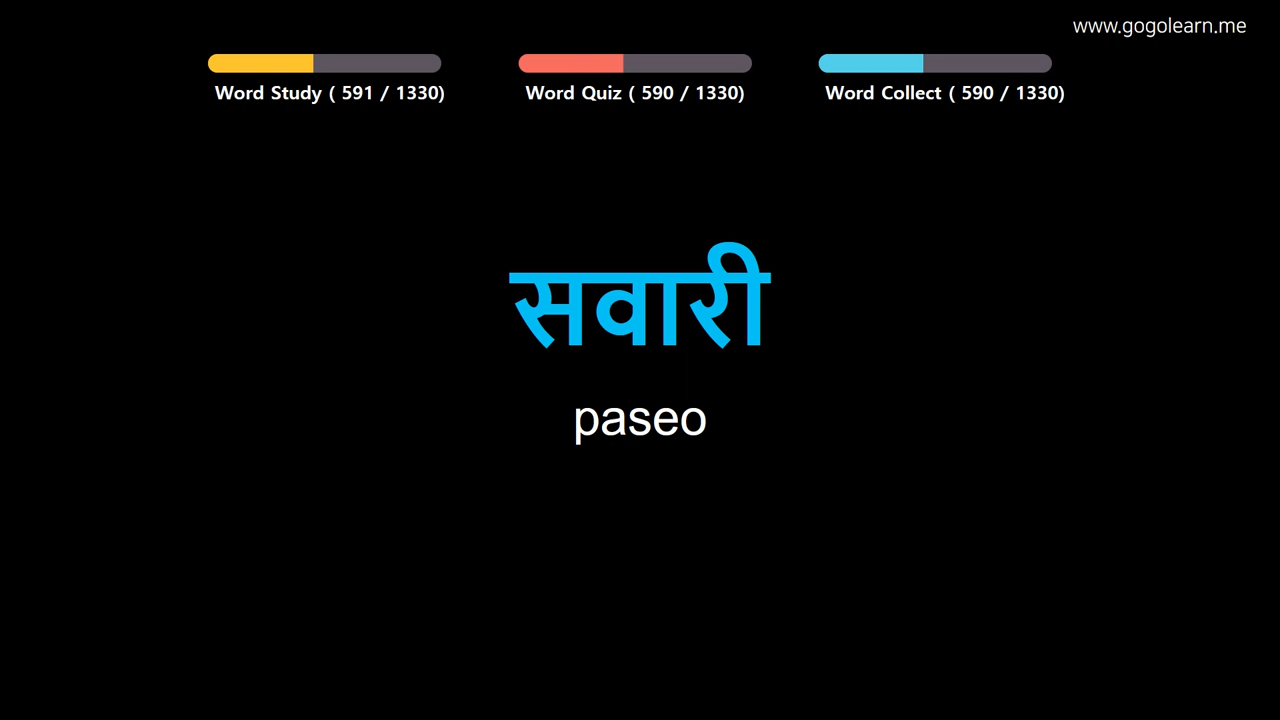 www.gogolearn.me
Word Study ( 591 / 1330)
Word Quiz ( 590 / 1330)
Word Collect ( 590 / 1330)
सवारी
paseo